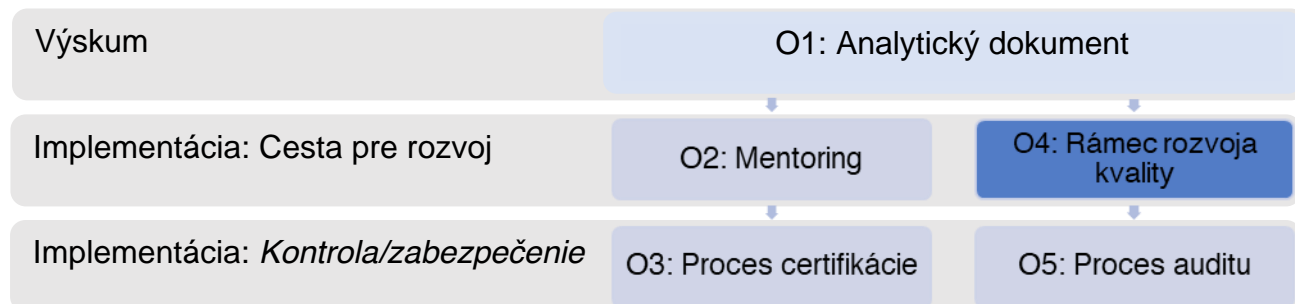 Výskum
O1: Analytický dokument
Implementácia: Cesta pre rozvoj
O2: Mentoring
O4: Rámec rozvoja
kvality
Implementácia: Kontrola/zabezpečenie
O3: Proces certifikácie
O5: Proces auditu